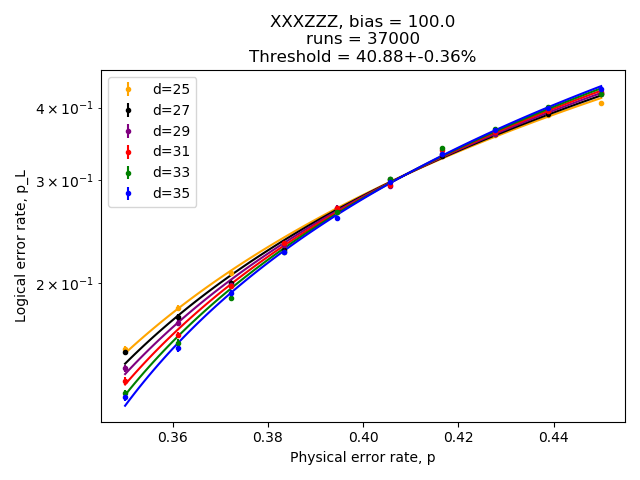 XXXZZZ, bias = 100.0
runs = 37000
Threshold = 40.88+-0.36%
Logical error rate, p_L
4 × 10⁻¹
3 × 10⁻¹
2 × 10⁻¹
d=25
d=27
d=29
d=31
d=33
d=35
0.36
0.38
0.40
0.42
0.44
Physical error rate, p